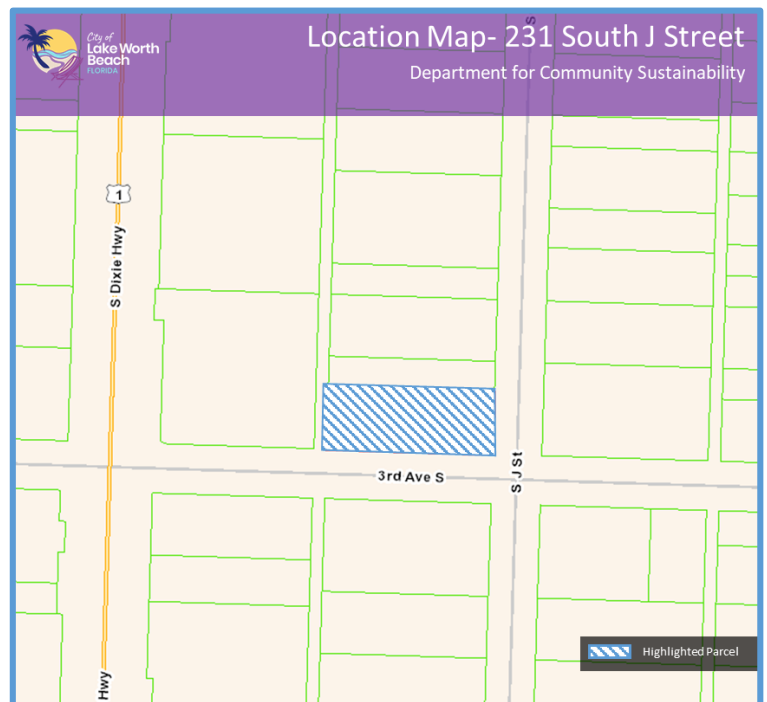 City of
Lake Worth
Beach
FLORIDA
Location Map- 231 South J Street
Department for Community Sustainability
S
1
S Dixie Hwy
3rd Ave S
S J St
Hwy
Highlighted Parcel